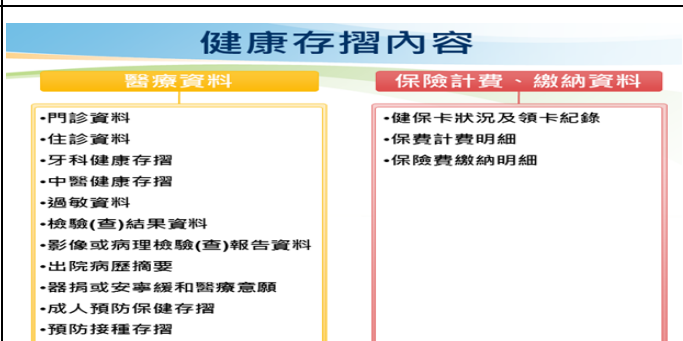 健康存摺內容
醫療資料
•門診資料
•住診資料
•牙科健康存摺
•中醫健康存摺
•過敏資料
•檢驗(查)結果資料
•影像或病理檢驗(查)報告資料
•出院病歷摘要
•器捐或安寧緩和醫療意願
•成人預防保健存摺
•預防接種存摺
保險計費、繳納資料
•健保卡狀況及領卡紀錄
•保費計費明細
•保險費繳納明細